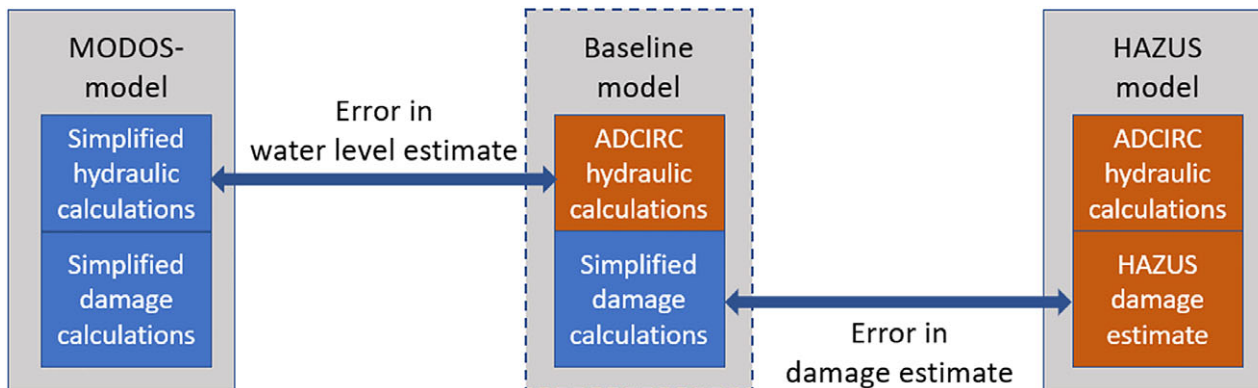 MODOS-
model
Simplified
hydraulic
calculations
Simplified
damage
calculations
Error in
water level estimate
Baseline
model
ADCIRC
hydraulic
calculations
Simplified
damage
calculations
Error in
damage estimate
HAZUS
model
ADCIRC
hydraulic
calculations
HAZUS
damage
estimate